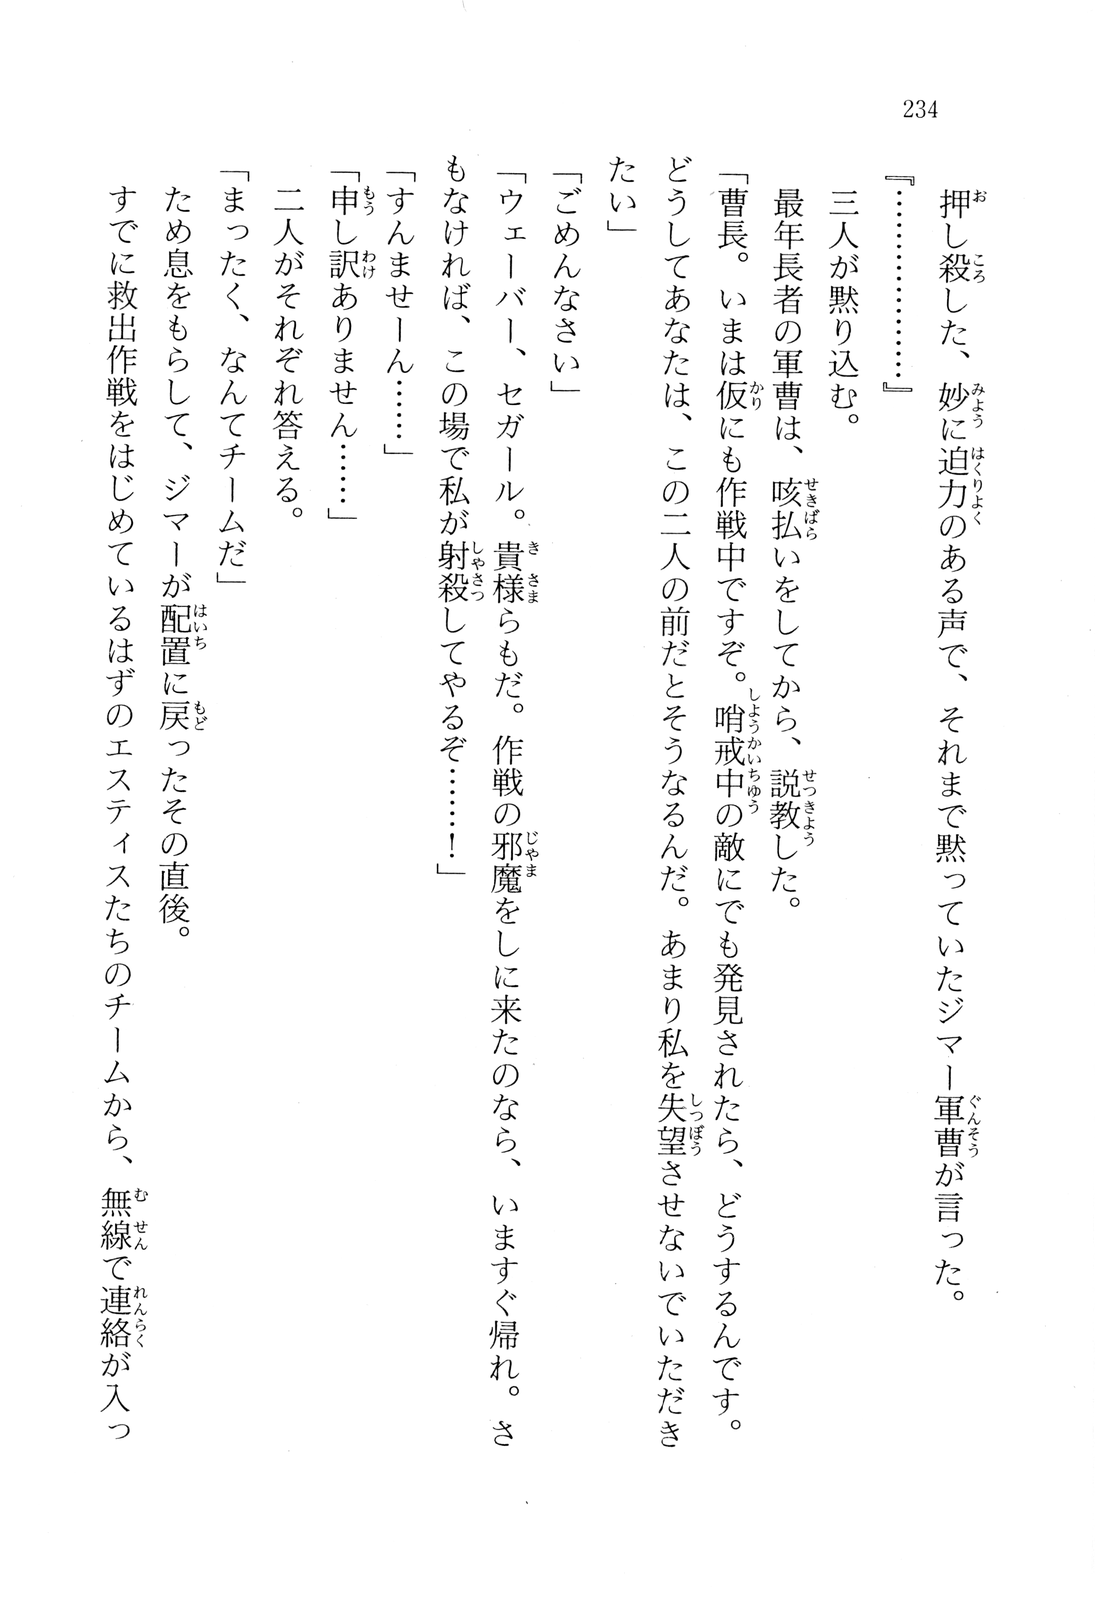 234
押し殺した、妙に迫力のある声で、それまで黙っていたジマー軍曹が言った。
『………………』
三人が黙り込む。
最年長者の軍曹は、咳払いをしてから、説教した。
「曹長。いまは仮にも作戦中ですぞ。哨戒中の敵にでも発見されたら、どうするんです。
どうしてあなたは、この二人の前だとそうなるんだ。あまり私を失望させないでいただき
たい」
「ごめんなさい」
「ウェーバー、セガール。貴様らもだ。作戦の邪魔をしに来たのなら、いますぐ帰れ。さ
もなければ、この場で私が射殺してやるぞ……！」
「すんませーん……」
「申し訳ありません……」
二人がそれぞれ答える。
「まったく、なんてチームだ」
ため息をもらして、ジマーが配置に戻ったその直後。
すでに救出作戦をはじめているはずのエスティスたちのチームから、無線で連絡が入っ